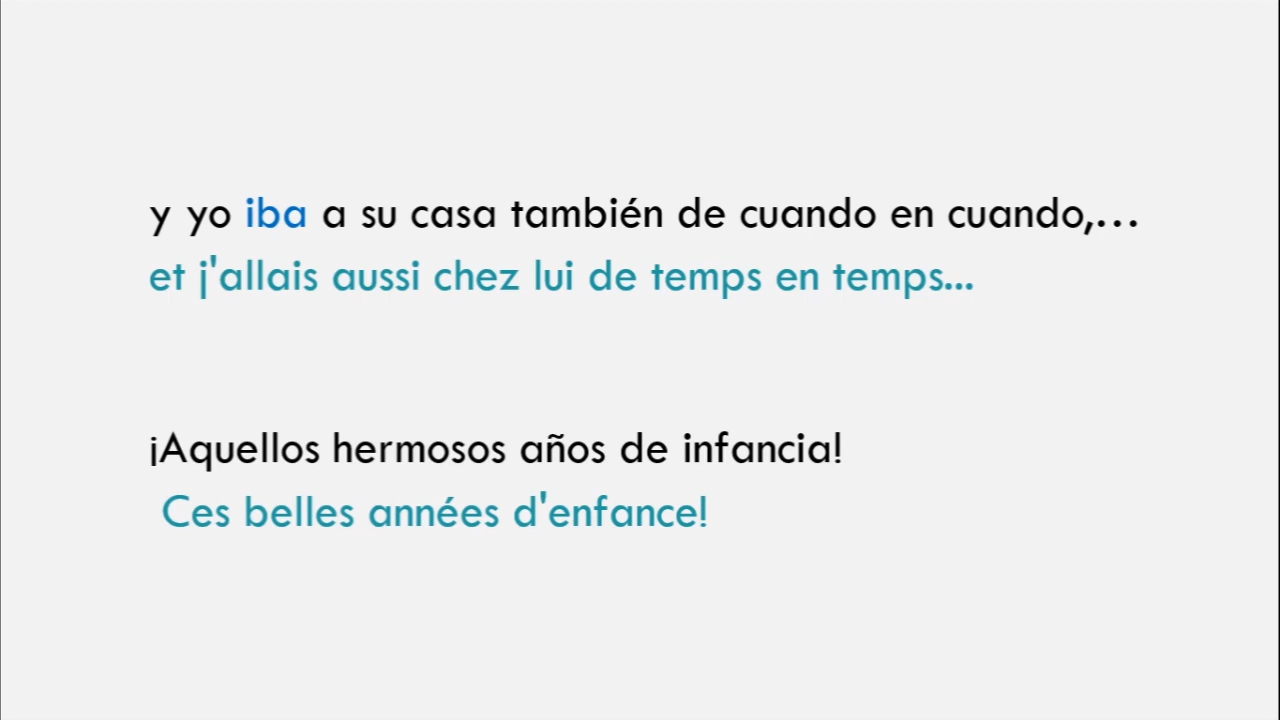 y yo iba a su casa también de cuando en cuando,...
et j'allais aussi chez lui de temps en temps...
¡Aquellos hermosos años de infancia!
Ces belles années d'enfance!